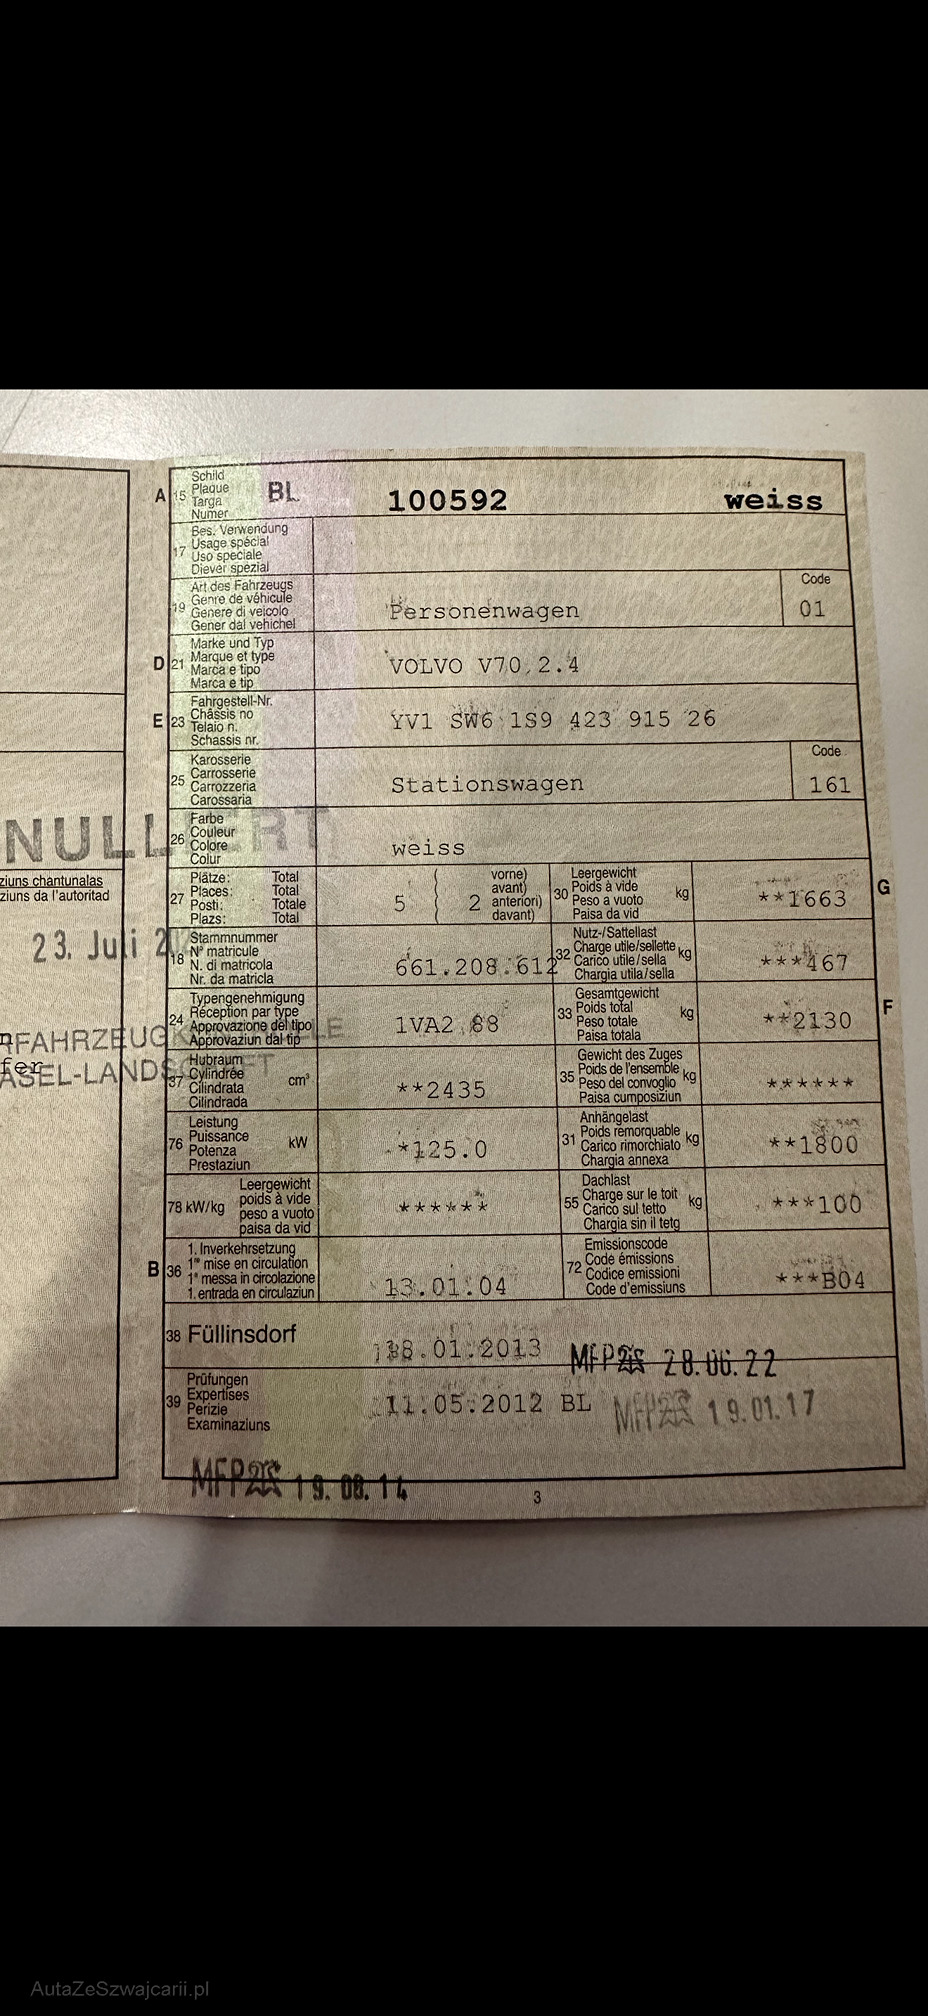 A 15 Schild
Plaque
Targa
Numer
BL 100592 weiss
17 Bes. Verwendung
Usage spécial
Uso speciale
Diever spezial
19 Art des Fahrzeugs
Genre de véhicule
Genere di veicolo
Gener dal vehichel
Personenwagen
Code
01
D 21 Marke und Typ
Marque et type
Marca e tipo
Marca e tip
VOLVO V70 2.4
E 23 Fahrgestell-Nr.
Châssis no
Telaio n.
Schassis nr.
YV1 SW6 1S9 423 915 26
25 Karosserie
Carrosserie
Carrozzeria
Carossaria
Stationswagen
Code
161
26 Farbe
Couleur
Colore
Colur
weiss
NULLIERT
ziuns chantunalas
ziuns da l'autoritad
23. Juli
27 Plätze: Total
Places: Total
Posti: Totale
Plazs: Total
5
2
vorne)
avant)
anteriori)
davant)
30 Leergewicht
Poids à vide
Peso a vuoto
Paisa da vid
kg
**1663
G
18 Stammnummer
N° matricule
N. di matricola
Nr. da matricla
661.208.612
32 Nutz-/Sattellast
Charge utile/sellette
Carico utile/sella
Chargia utila/sella
kg
***467
24 Typengenehmigung
Réception par type
Approvazione del tipo
Approvaziun dal tip
1VA2 88
33 Gesamtgewicht
Poids total
Peso totale
Paisa totala
kg
**2130
F
RFAHRZEUGKONTROLLE
fer
ASEL-LANDSCHAFT
37 Hubraum
Cylindrée
Cilindrata
Cilindrada
cm³
**2435
35 Gewicht des Zuges
Poids de l'ensemble
Peso del convoglio
Paisa cumposiziun
kg
******
76 Leistung
Puissance
Potenza
Prestaziun
kW
*125.0
31 Anhängelast
Poids remorquable
Carico rimorchiato
Chargia annexa
kg
**1800
78 kW/kg
Leergewicht
poids à vide
peso a vuoto
paisa da vid
******
55 Dachlast
Charge sur le toit
Carico sul tetto
Chargia sin il tetg
kg
***100
B 36 1. Inverkehrsetzung
1re mise en circulation
1a messa in circolazione
1. entrada en circulaziun
13.01.04
72 Emissionscode
Code émissions
Codice emissioni
Code d'emissiuns
***B04
38 Füllinsdorf
18.01.2013
MFP 28.06.22
39 Prüfungen
Expertises
Perizie
Examinaziuns
11.05.2012 BL
MFP 19.01.17
MFP 19.08.14
3
AutaZeSzwajcarii.pl